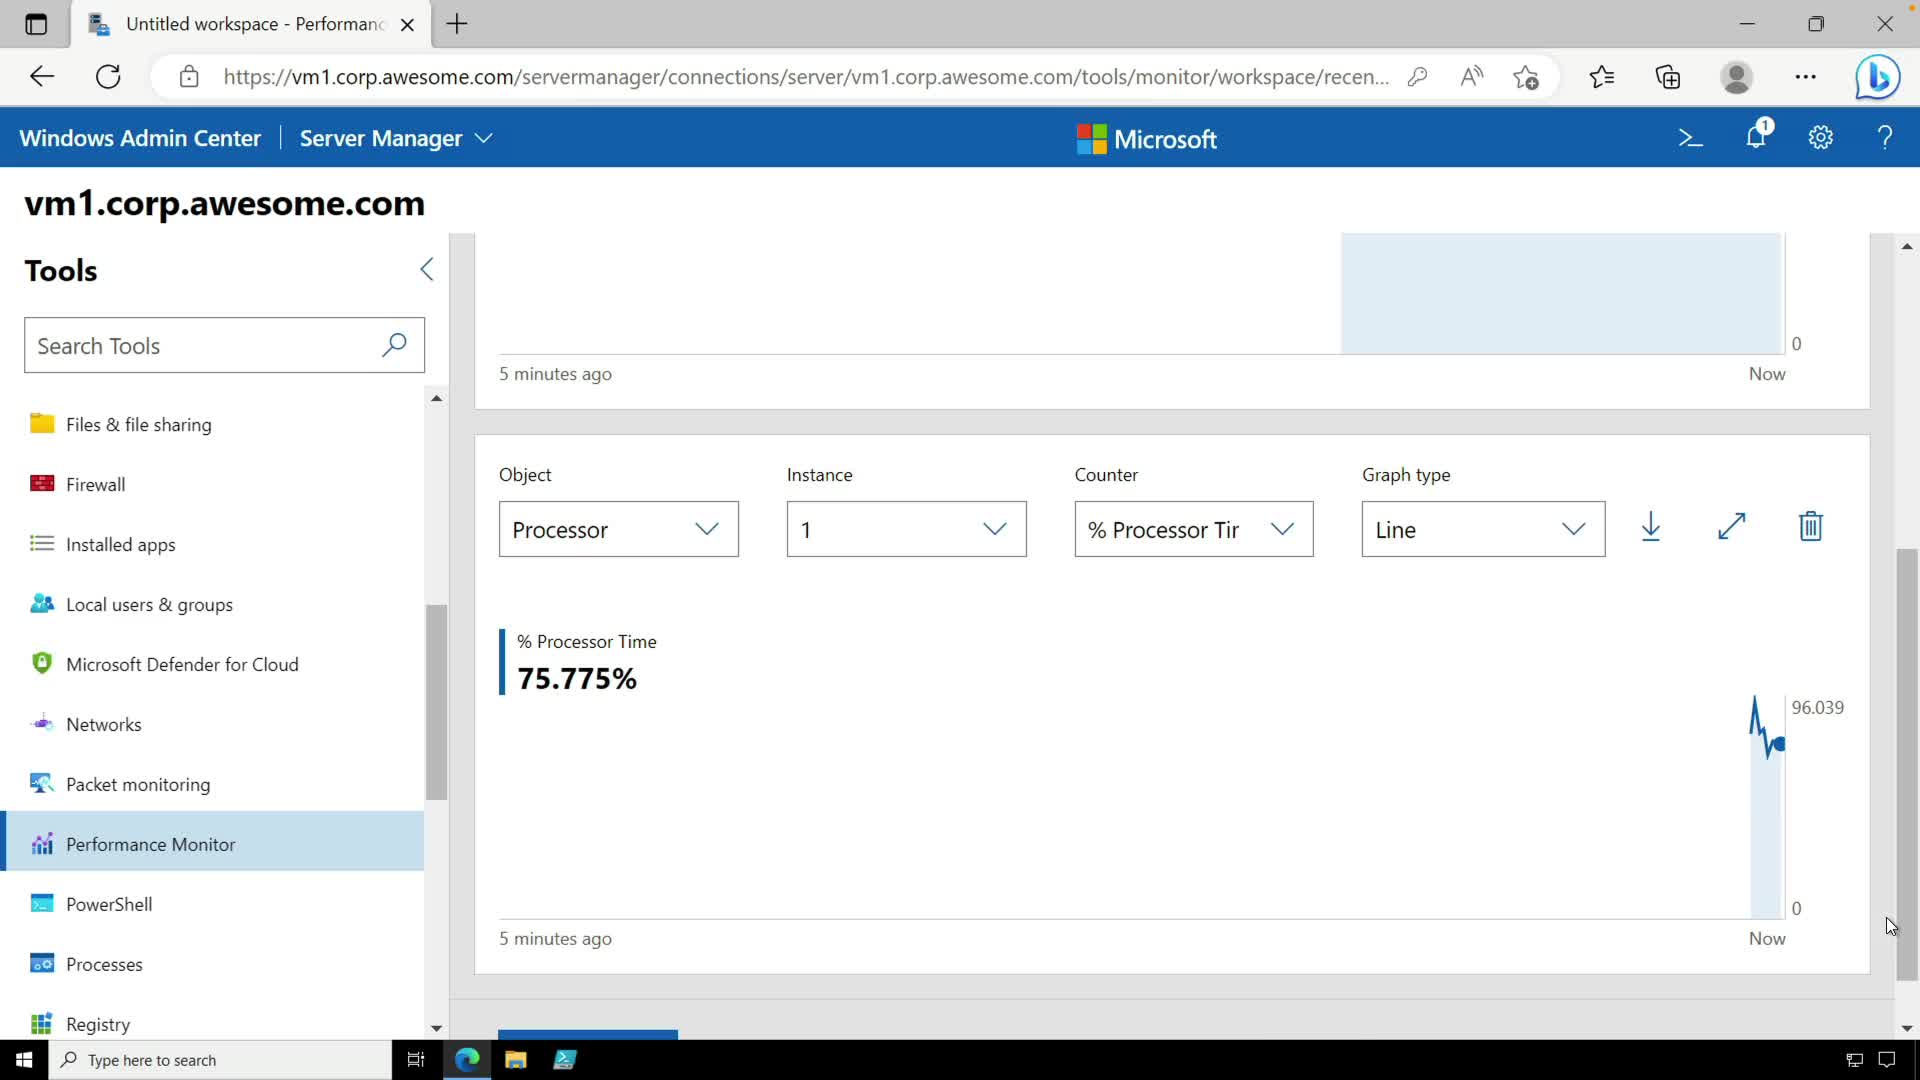 Untitled workspace - Performanc
https://vm1.corp.awesome.com/servermanager/connections/server/vm1.corp.awesome.com/tools/monitor/workspace/recen...
Windows Admin Center
Server Manager
Microsoft
1
vm1.corp.awesome.com
Tools
Search Tools
Files & file sharing
Firewall
Installed apps
Local users & groups
Microsoft Defender for Cloud
Networks
Packet monitoring
Performance Monitor
PowerShell
Processes
Registry
0
5 minutes ago
Now
Object
Instance
Counter
Graph type
Processor
1
% Processor Tir
Line
% Processor Time
75.775%
96.039
0
5 minutes ago
Now
Type here to search